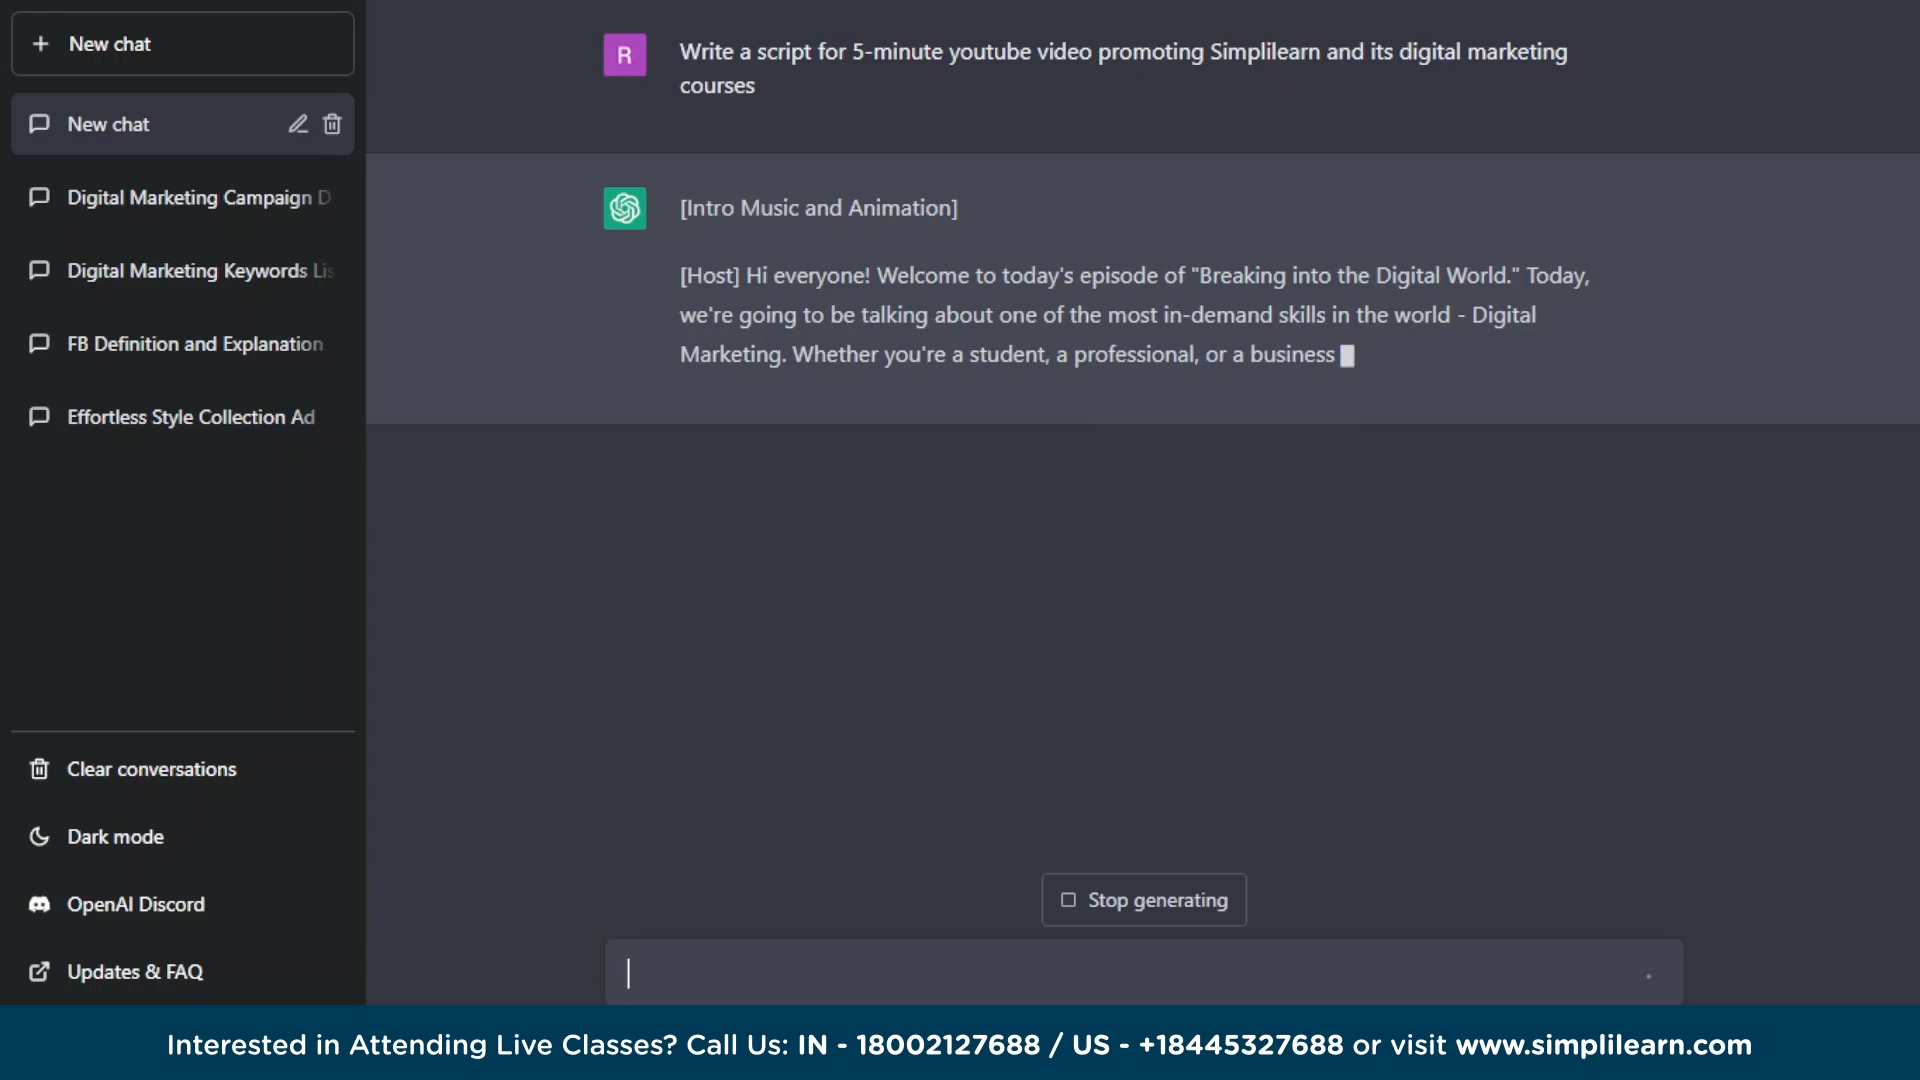 New chat
New chat
Digital Marketing Campaign D
Digital Marketing Keywords Lis
FB Definition and Explanation
Effortless Style Collection Ad
Clear conversations
Dark mode
OpenAI Discord
Updates & FAQ
R
Write a script for 5-minute youtube video promoting Simplilearn and its digital marketing
courses
[Intro Music and Animation]
[Host] Hi everyone! Welcome to today's episode of "Breaking into the Digital World." Today,
we're going to be talking about one of the most in-demand skills in the world - Digital
Marketing. Whether you're a student, a professional, or a business
Stop generating
Interested in Attending Live Classes? Call Us: IN - 18002127688 / US - +18445327688 or visit www.simplilearn.com